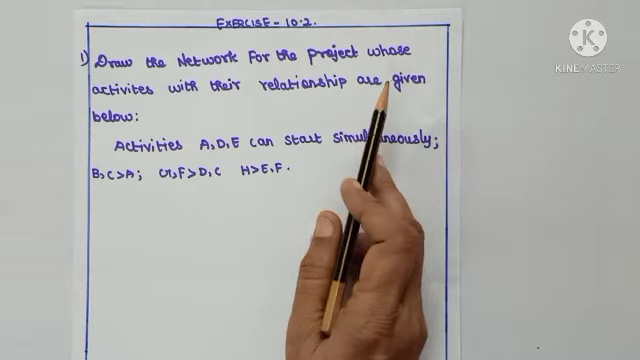 EXERCISE - 10.2.
1) Draw the Network For the project whose
activites with their relationship are given
below:
Activities A, D, E can start simultaneously;
B, C > A; G, F > D, C H > E, F.
K
KINEMASTER